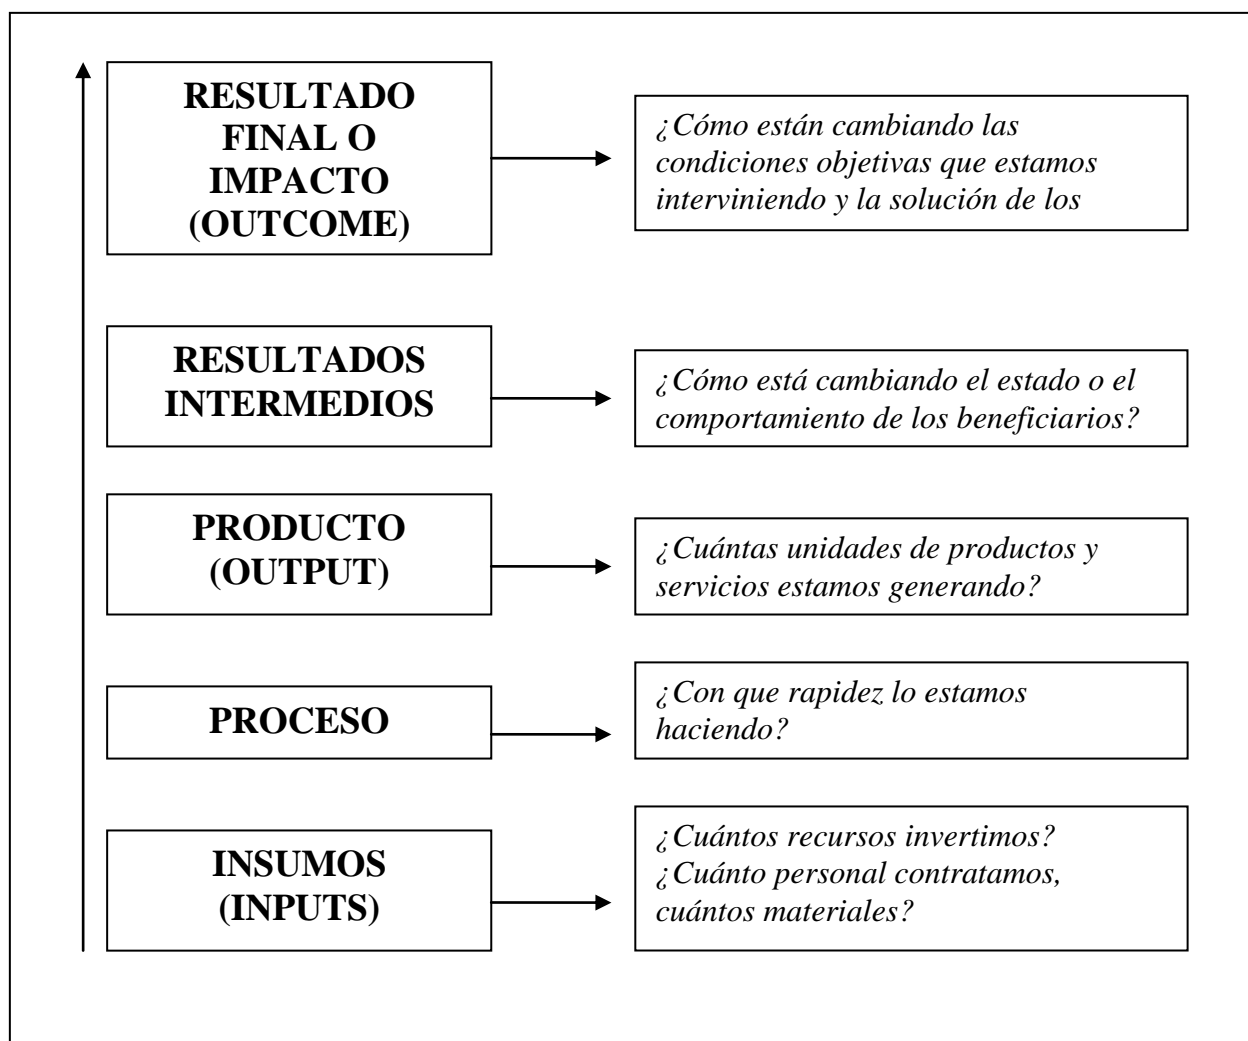 RESULTADO
FINAL O
IMPACTO
(OUTCOME)
¿Cómo están cambiando las
condiciones objetivas que estamos
interviniendo y la solución de los
RESULTADOS
INTERMEDIOS
¿Cómo está cambiando el estado o el
comportamiento de los beneficiarios?
PRODUCTO
(OUTPUT)
¿Cuántas unidades de productos y
servicios estamos generando?
PROCESO
¿Con que rapidez lo estamos
haciendo?
INSUMOS
(INPUTS)
¿Cuántos recursos invertimos?
¿Cuánto personal contratamos,
cuántos materiales?